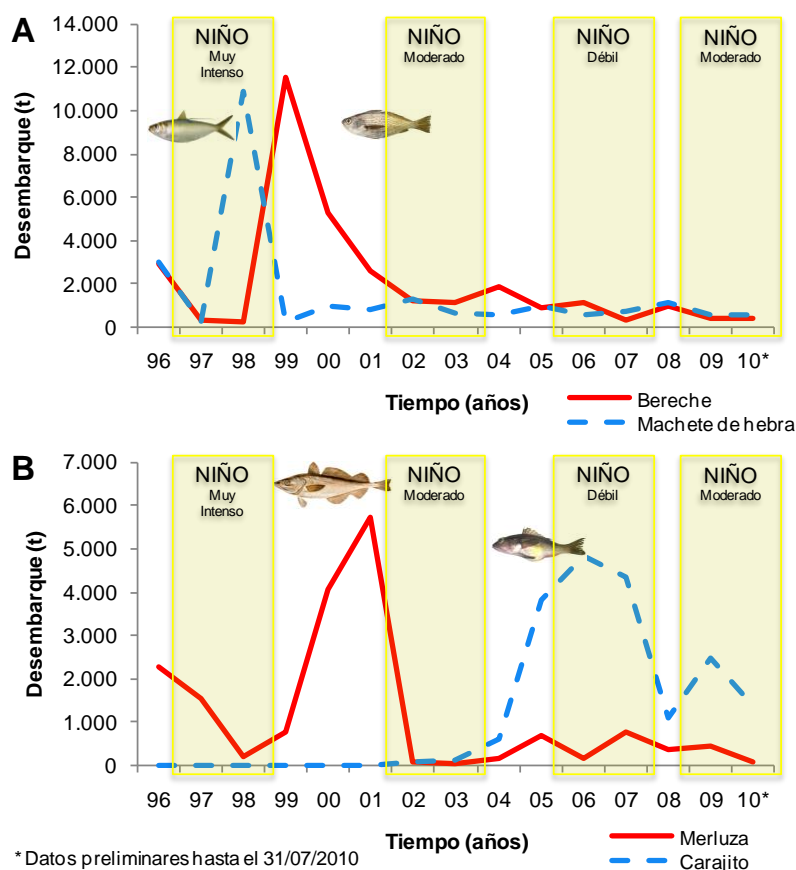 A
Desembarque (t)
14.000
12.000
10.000
8.000
6.000
4.000
2.000
0
NIÑO
Muy
Intenso
NIÑO
Moderado
NIÑO
Débil
NIÑO
Moderado
96 97 98 99 00 01 02 03 04 05 06 07 08 09 10*
Tiempo (años)
Bereche
Machete de hebra
B
Desembarque (t)
7.000
6.000
5.000
4.000
3.000
2.000
1.000
0
NIÑO
Muy
Intenso
NIÑO
Moderado
NIÑO
Débil
NIÑO
Moderado
96 97 98 99 00 01 02 03 04 05 06 07 08 09 10*
Tiempo (años)
Merluza
Carajito
* Datos preliminares hasta el 31/07/2010